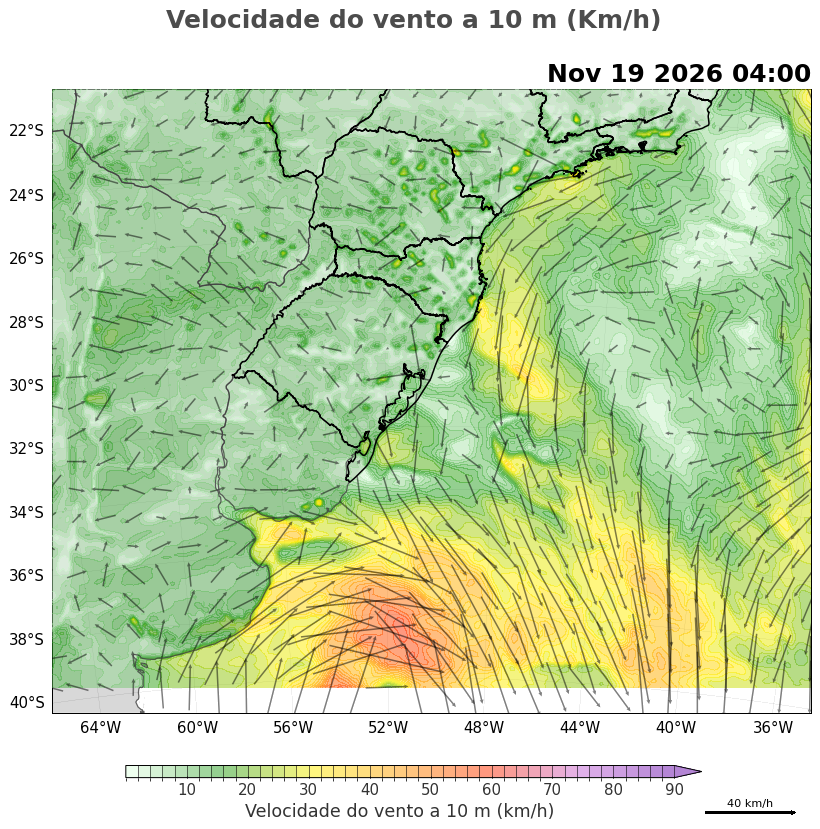 Velocidade do vento a 10 m (Km/h)
Nov 19 2026 04:00
22°S
24°S
26°S
28°S
30°S
32°S
34°S
36°S
38°S
40°S
64°W 60°W 56°W 52°W 48°W 44°W 40°W 36°W
10 20 30 40 50 60 70 80 90
Velocidade do vento a 10 m (km/h)
40 km/h